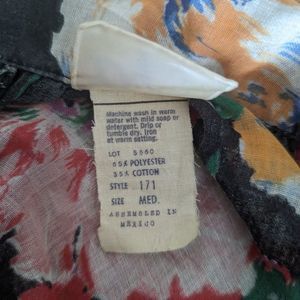 Machine wash in warm
water with mild soap or
detergent. Drip or
tumble dry. Iron
at warm setting.
LOT 5660
65% POLYESTER
35% COTTON
STYLE 171
SIZE MED.
ASSEMBLED IN
MEXICO